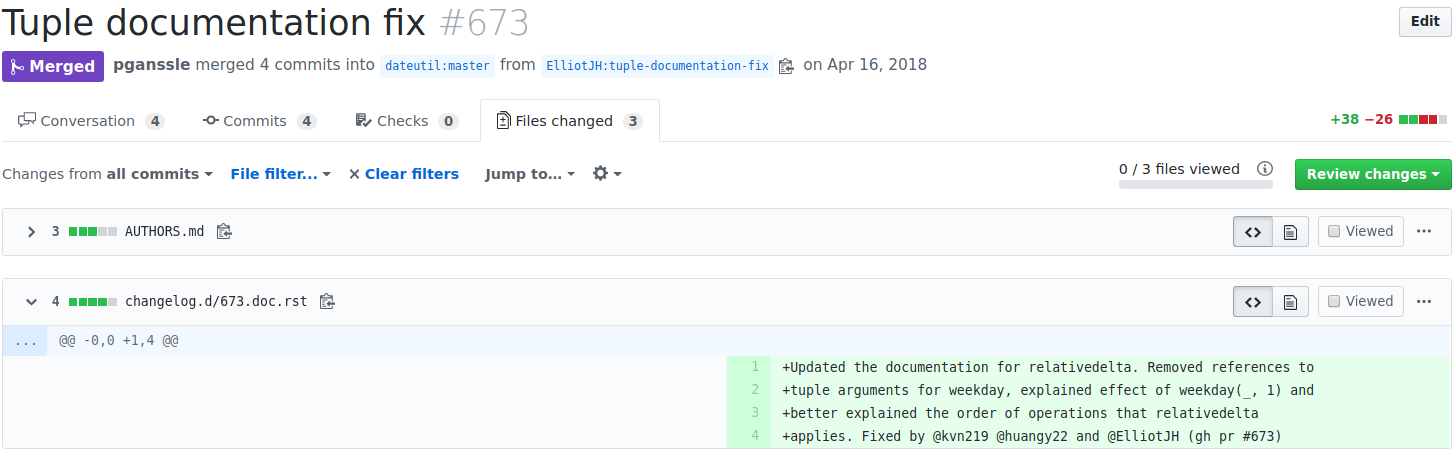 Tuple documentation fix #673 Edit
Merged pganssle merged 4 commits into dateutil:master from ElliotJH:tuple-documentation-fix on Apr 16, 2018
Conversation 4 Commits 4 Checks 0 Files changed 3 +38 −26
Changes from all commits File filter... × Clear filters Jump to... 0 / 3 files viewed Review changes
3 AUTHORS.md <> Viewed ...
4 changelog.d/673.doc.rst <> Viewed ...
... @@ -0,0 +1,4 @@
1 +Updated the documentation for relativedelta. Removed references to
2 +tuple arguments for weekday, explained effect of weekday(_, 1) and
3 +better explained the order of operations that relativedelta
4 +applies. Fixed by @kvn219 @huangy22 and @ElliotJH (gh pr #673)